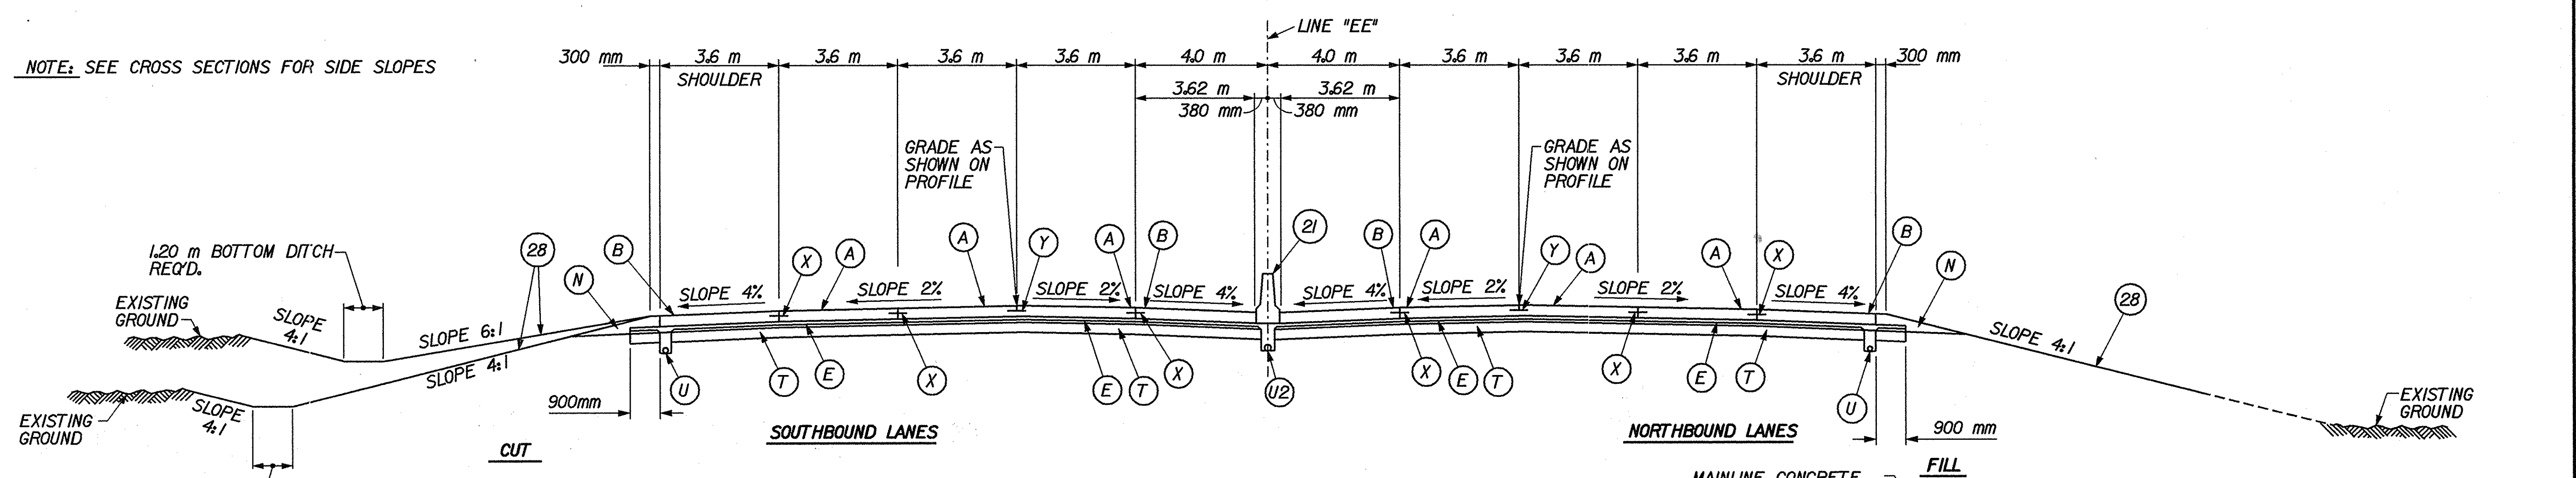 LINE "EE"
NOTE: SEE CROSS SECTIONS FOR SIDE SLOPES
300 mm 3.6 m 3.6 m 3.6 m 3.6 m 4.0 m 4.0 m 3.6 m 3.6 m 3.6 m 3.6 m 300 mm
SHOULDER SHOULDER
3.62 m 3.62 m
380 mm 380 mm
GRADE AS
SHOWN ON
PROFILE
GRADE AS
SHOWN ON
PROFILE
1.20 m BOTTOM DITCH
REQ'D.
28 N B X A A Y A B 21 B A Y A A X B N 28
EXISTING
GROUND
SLOPE
4:1
SLOPE 6:1
SLOPE 4% SLOPE 2% SLOPE 2% SLOPE 4% SLOPE 4% SLOPE 2% SLOPE 2% SLOPE 4%
SLOPE 4:1
SLOPE 4:1
U T E X E T X U2 X E T X E T U
EXISTING
GROUND
SLOPE
4:1
900mm
900 mm
EXISTING
GROUND
CUT
SOUTHBOUND LANES
NORTHBOUND LANES
FILL
MAINLINE CONCRETE